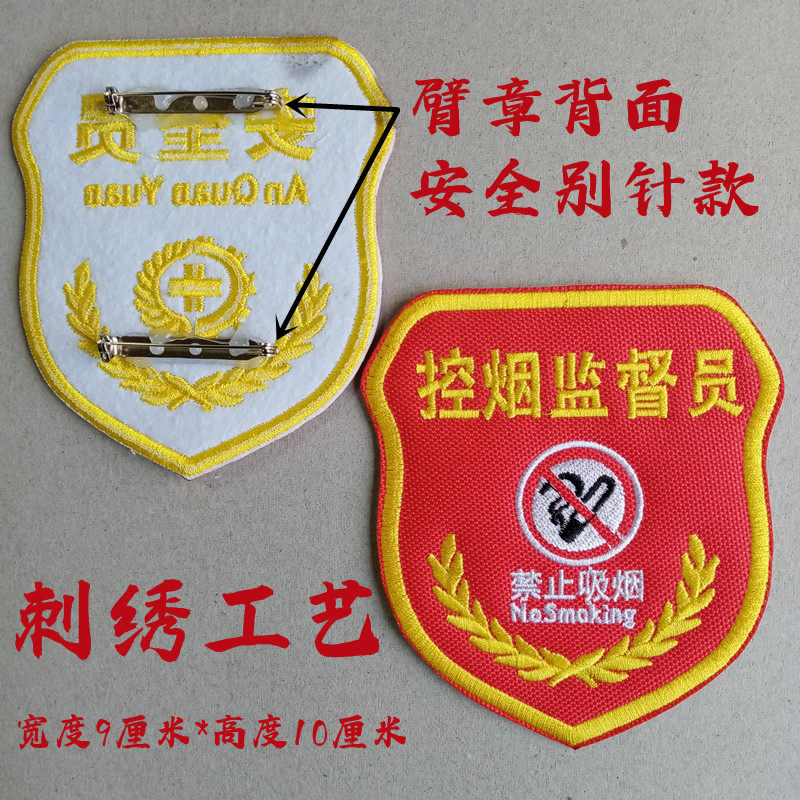 臂章背面
安全别针款
安全员
An Quan Yuan
控烟监督员
禁止吸烟
NoSmoking
刺绣工艺
宽度9厘米*高度10厘米